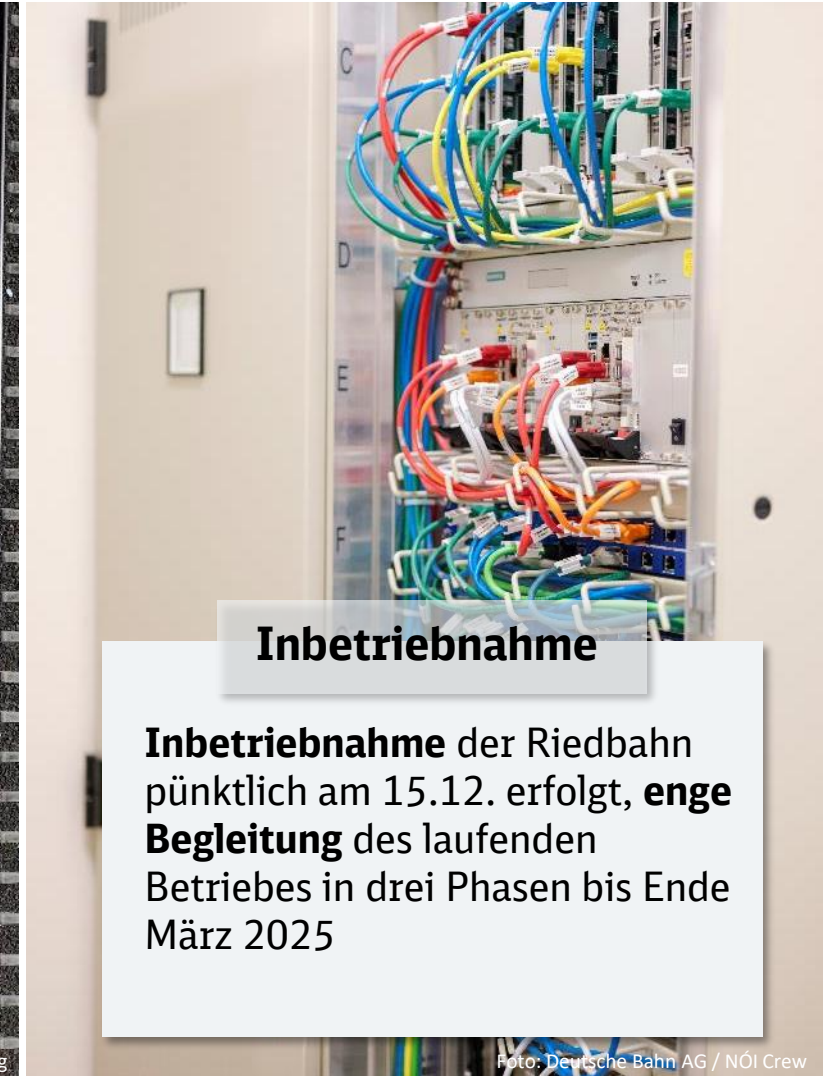 C
D
E
F
Inbetriebnahme
Inbetriebnahme der Riedbahn
pünktlich am 15.12. erfolgt, enge
Begleitung des laufenden
Betriebes in drei Phasen bis Ende
März 2025
g
Foto: Deutsche Bahn AG / NÓI Crew